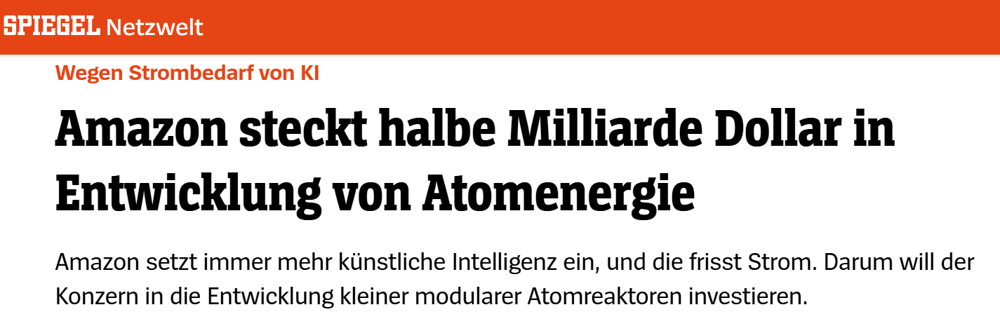 SPIEGEL Netzwelt
Wegen Strombedarf von KI
Amazon steckt halbe Milliarde Dollar in
Entwicklung von Atomenergie
Amazon setzt immer mehr künstliche Intelligenz ein, und die frisst Strom. Darum will der
Konzern in die Entwicklung kleiner modularer Atomreaktoren investieren.